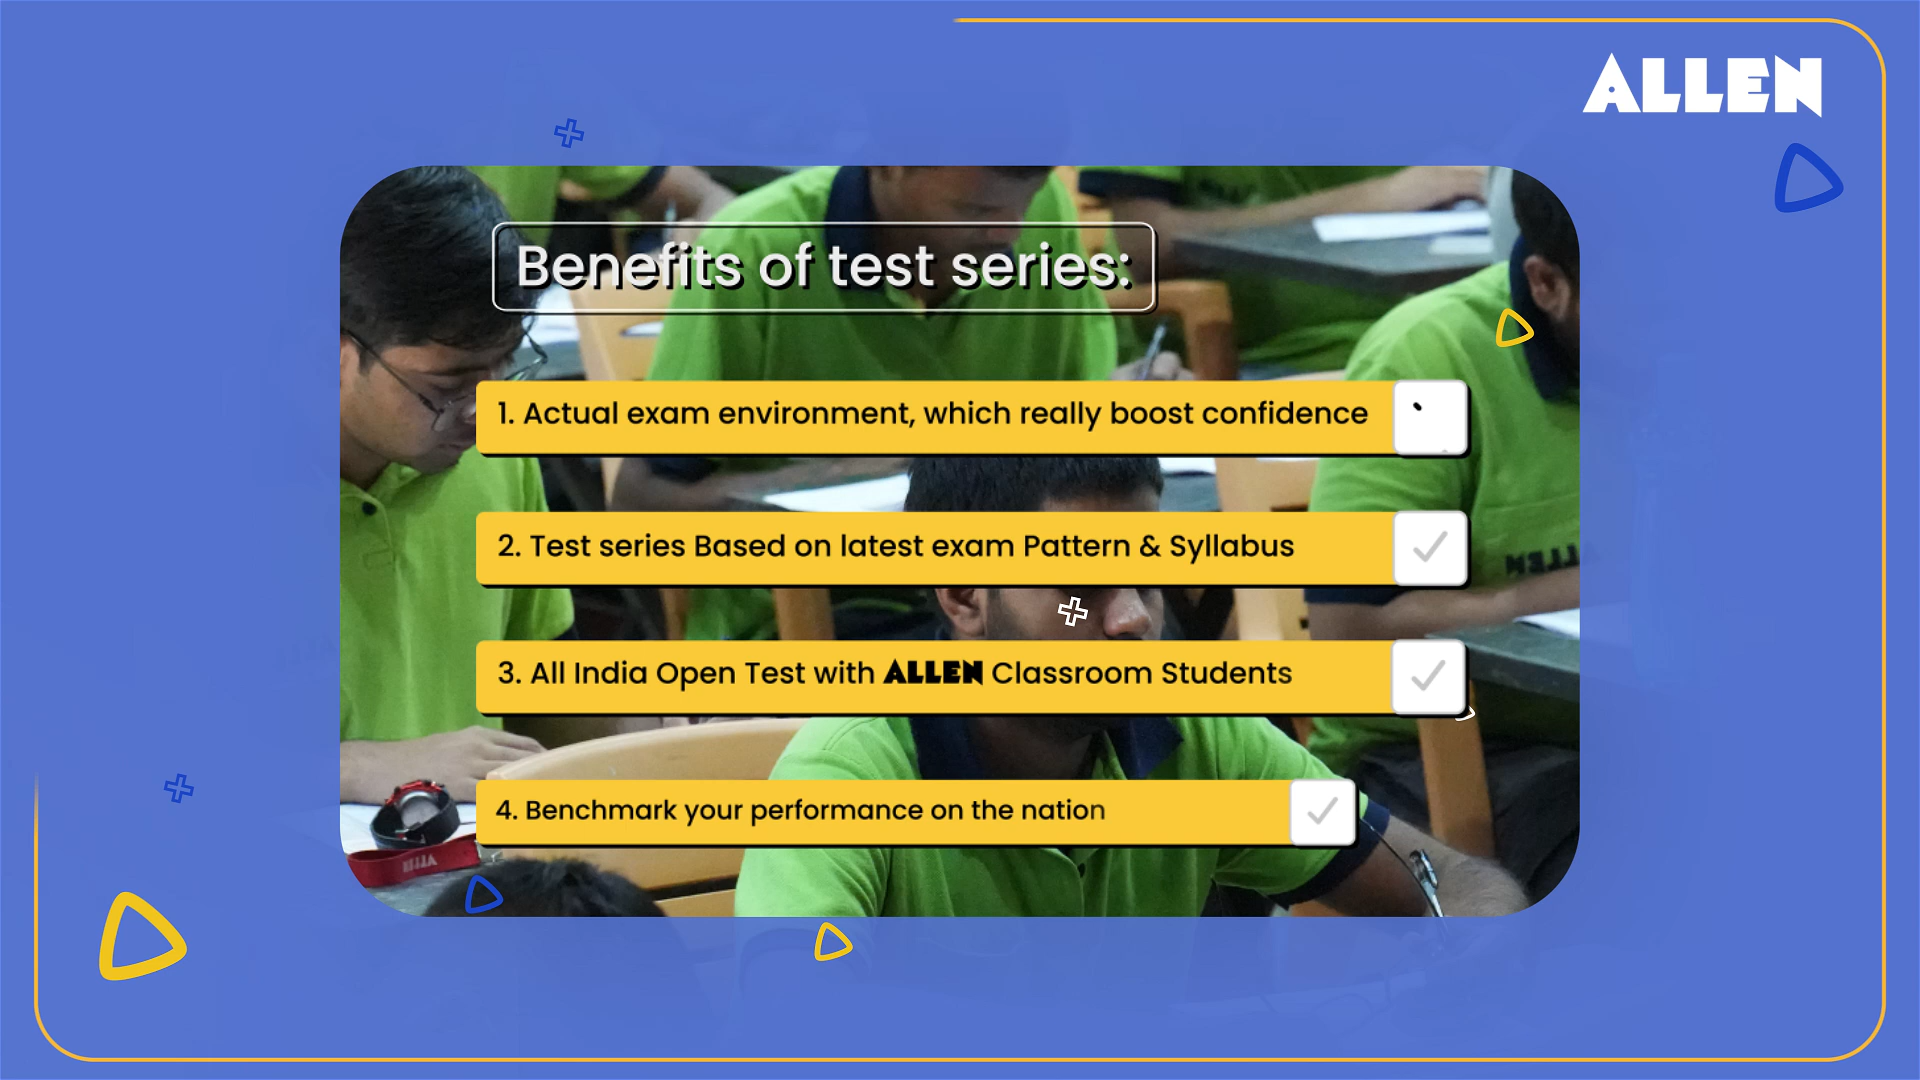 ALLEN
Benefits of test series:
1. Actual exam environment, which really boost confidence
2. Test series Based on latest exam Pattern & Syllabus
3. All India Open Test with ALLEN Classroom Students
4. Benchmark your performance on the nation
ALLEN
ALLEN